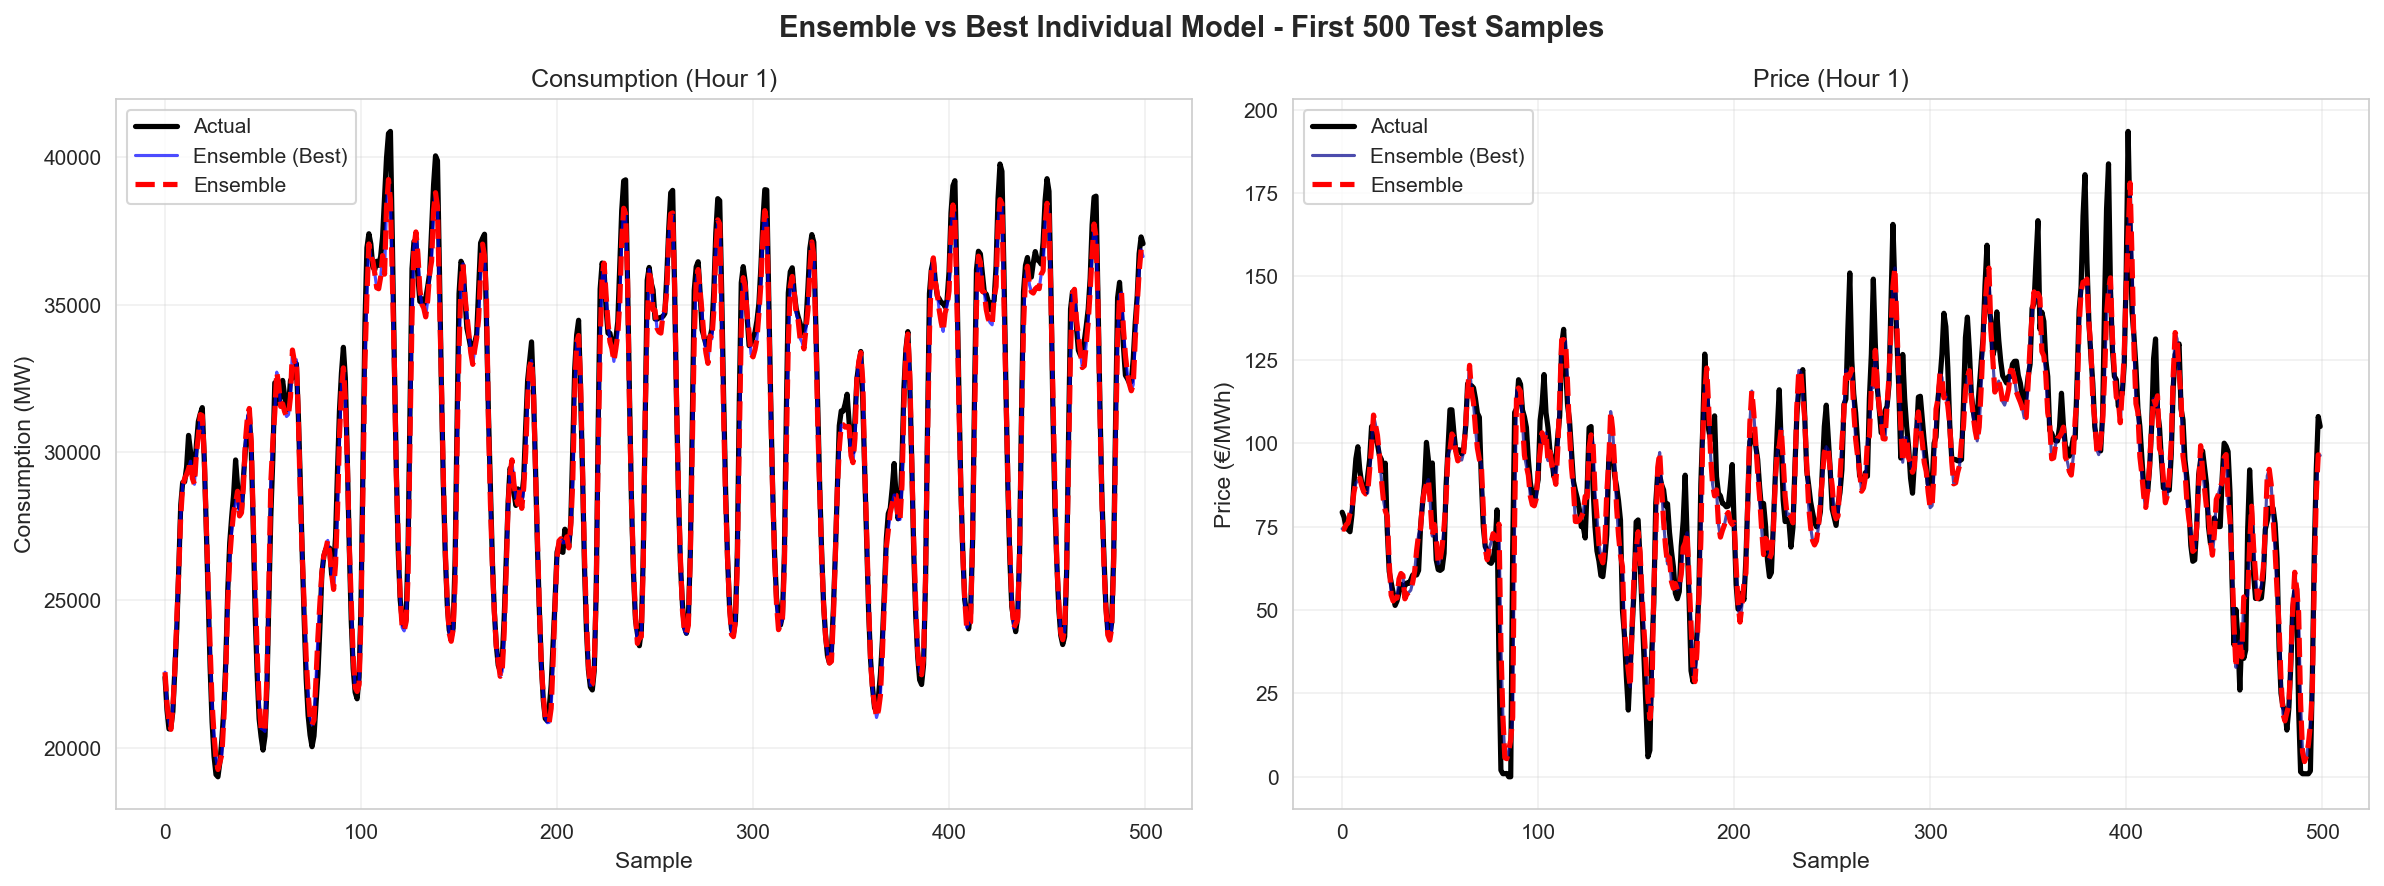 Ensemble vs Best Individual Model - First 500 Test Samples
Consumption (Hour 1)
Actual
Ensemble (Best)
Ensemble
40000
35000
30000
25000
20000
Consumption (MW)
0
100
200
300
400
500
Sample
Price (Hour 1)
Actual
Ensemble (Best)
Ensemble
200
175
150
125
100
75
50
25
0
Price (€/MWh)
0
100
200
300
400
500
Sample